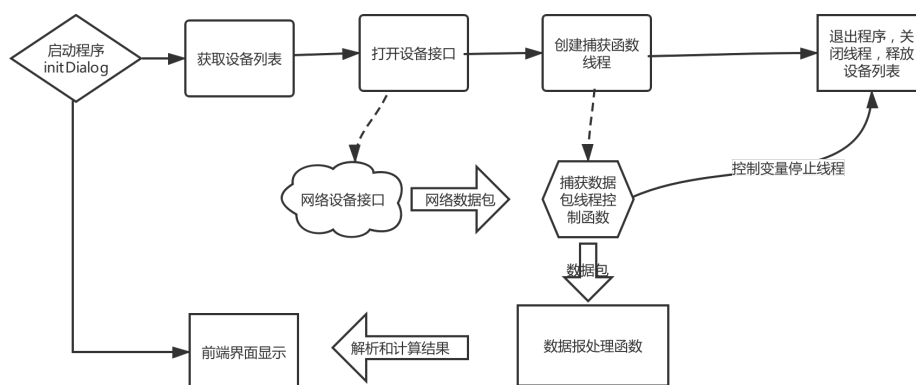 启动程序
initDialog
获取设备列表
打开设备接口
创建捕获函数
线程
退出程序，关
闭线程，释放
设备列表
控制变量停止线程
网络设备接口
网络数据包
捕获数据
包线程控
制函数
数据包
前端界面显示
解析和计算结果
数据报处理函数